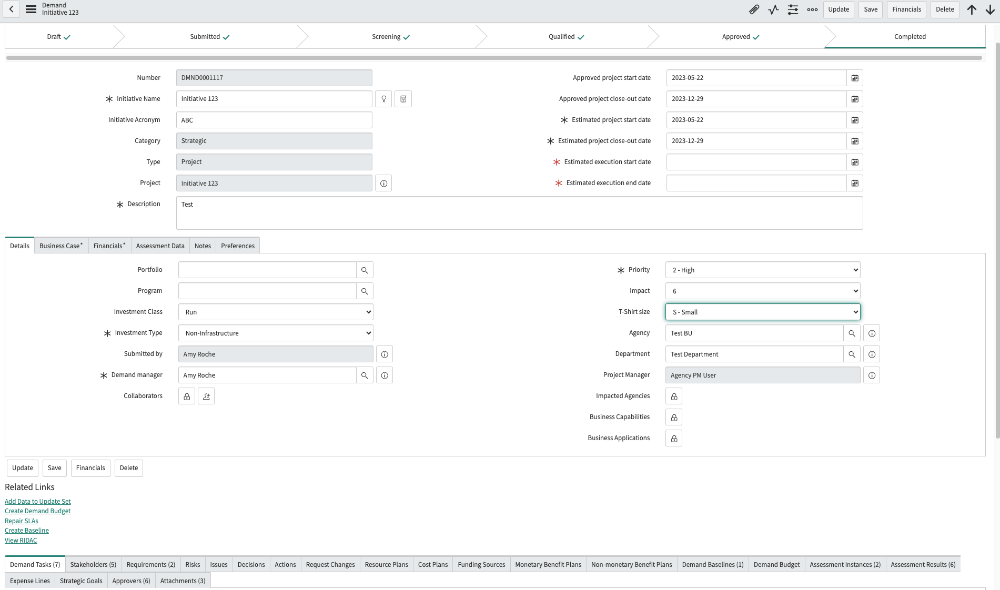 Demand
Initiative 123
Update Save Financials Delete
Draft Submitted Screening Qualified Approved Completed
Number DMND0001117 Approved project start date 2023-05-22
Initiative Name Initiative 123 Approved project close-out date 2023-12-29
Initiative Acronym ABC Estimated project start date 2023-05-22
Category Strategic Estimated project close-out date 2023-12-29
Type Project Estimated execution start date
Project Initiative 123 Estimated execution end date
Description Test
Details Business Case* Financials* Assessment Data Notes Preferences
Portfolio Priority 2 - High
Program Impact 6
Investment Class Run T-Shirt size S - Small
Investment Type Non-Infrastructure Agency Test BU
Submitted by Amy Roche Department Test Department
Demand manager Amy Roche Project Manager Agency PM User
Collaborators Impacted Agencies
Business Capabilities
Business Applications
Update Save Financials Delete
Related Links
Add Data to Update Set
Create Demand Budget
Repair SLAs
Create Baseline
View RIDAC
Demand Tasks (7) Stakeholders (5) Requirements (2) Risks Issues Decisions Actions Request Changes Resource Plans Cost Plans Funding Sources Monetary Benefit Plans Non-monetary Benefit Plans Demand Baselines (1) Demand Budget Assessment Instances (2) Assessment Results (6)
Expense Lines Strategic Goals Approvers (6) Attachments (3)